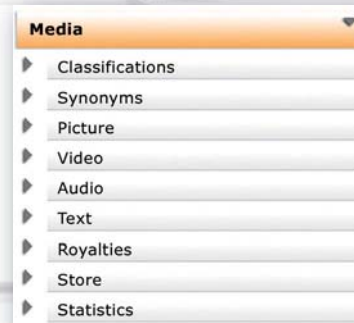 Media
Classifications
Synonyms
Picture
Video
Audio
Text
Royalties
Store
Statistics